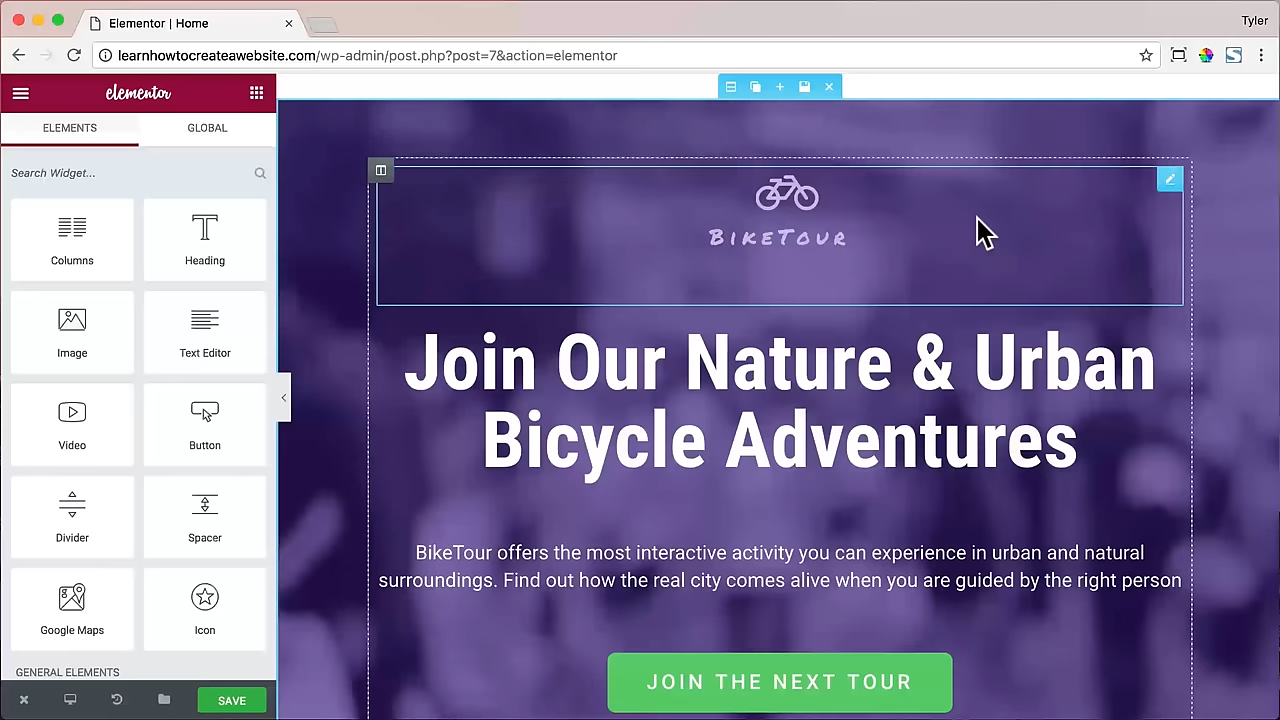 Elementor | Home
Tyler
learnhowtocreateawebsite.com/wp-admin/post.php?post=7&action=elementor
elementor
ELEMENTS
GLOBAL
Search Widget...
Columns
Heading
Image
Text Editor
Video
Button
Divider
Spacer
Google Maps
Icon
GENERAL ELEMENTS
SAVE
BikeTour
Join Our Nature & Urban
Bicycle Adventures
BikeTour offers the most interactive activity you can experience in urban and natural
surroundings. Find out how the real city comes alive when you are guided by the right person
JOIN THE NEXT TOUR